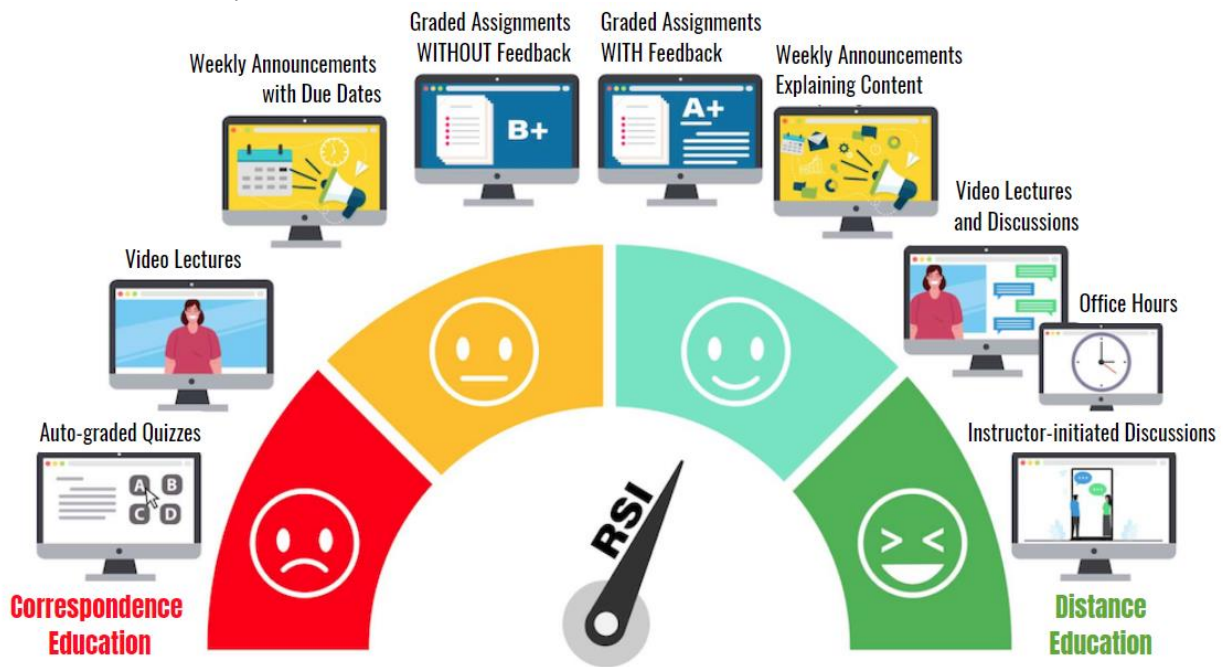 Graded Assignments
WITHOUT Feedback
Graded Assignments
WITH Feedback
Weekly Announcements
with Due Dates
Weekly Announcements
Explaining Content
B+
A+
Video Lectures
and Discussions
Video Lectures
Office Hours
Auto-graded Quizzes
Instructor-initiated Discussions
A B
C D
RSI
Correspondence
Education
Distance
Education